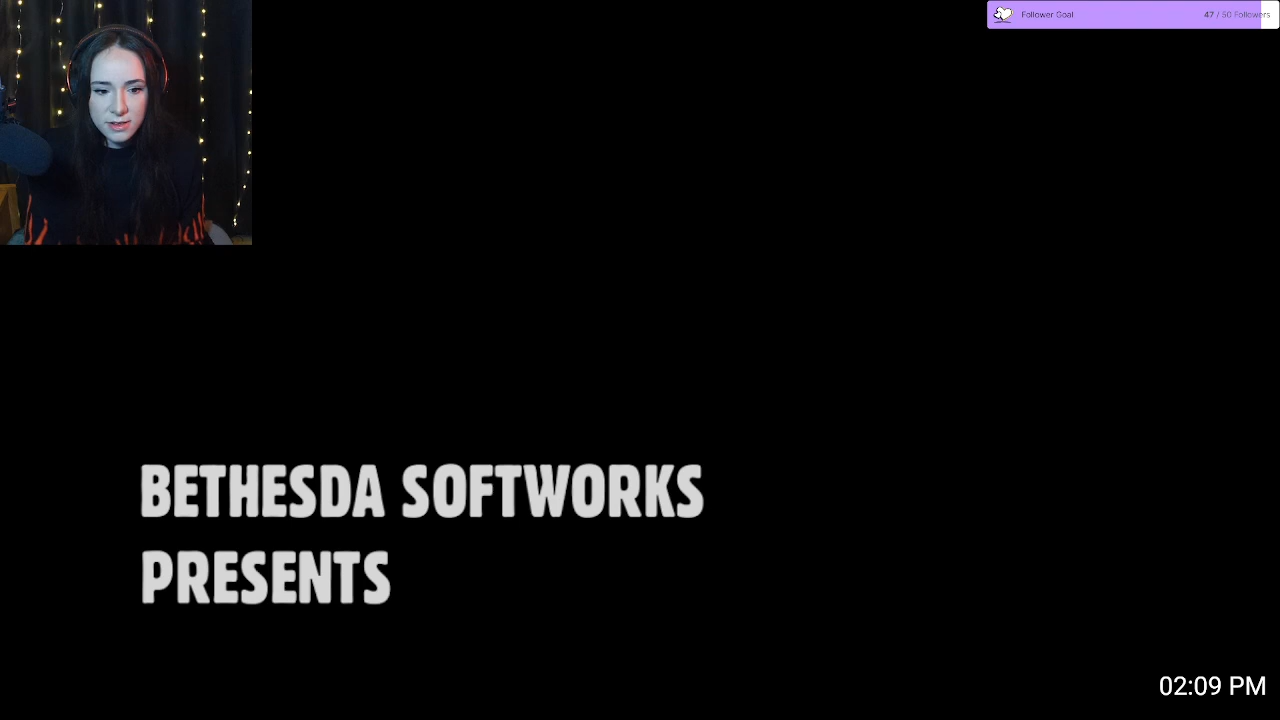 Follower Goal 47 / 50 Followers
BETHESDA SOFTWORKS
PRESENTS
02:09 PM